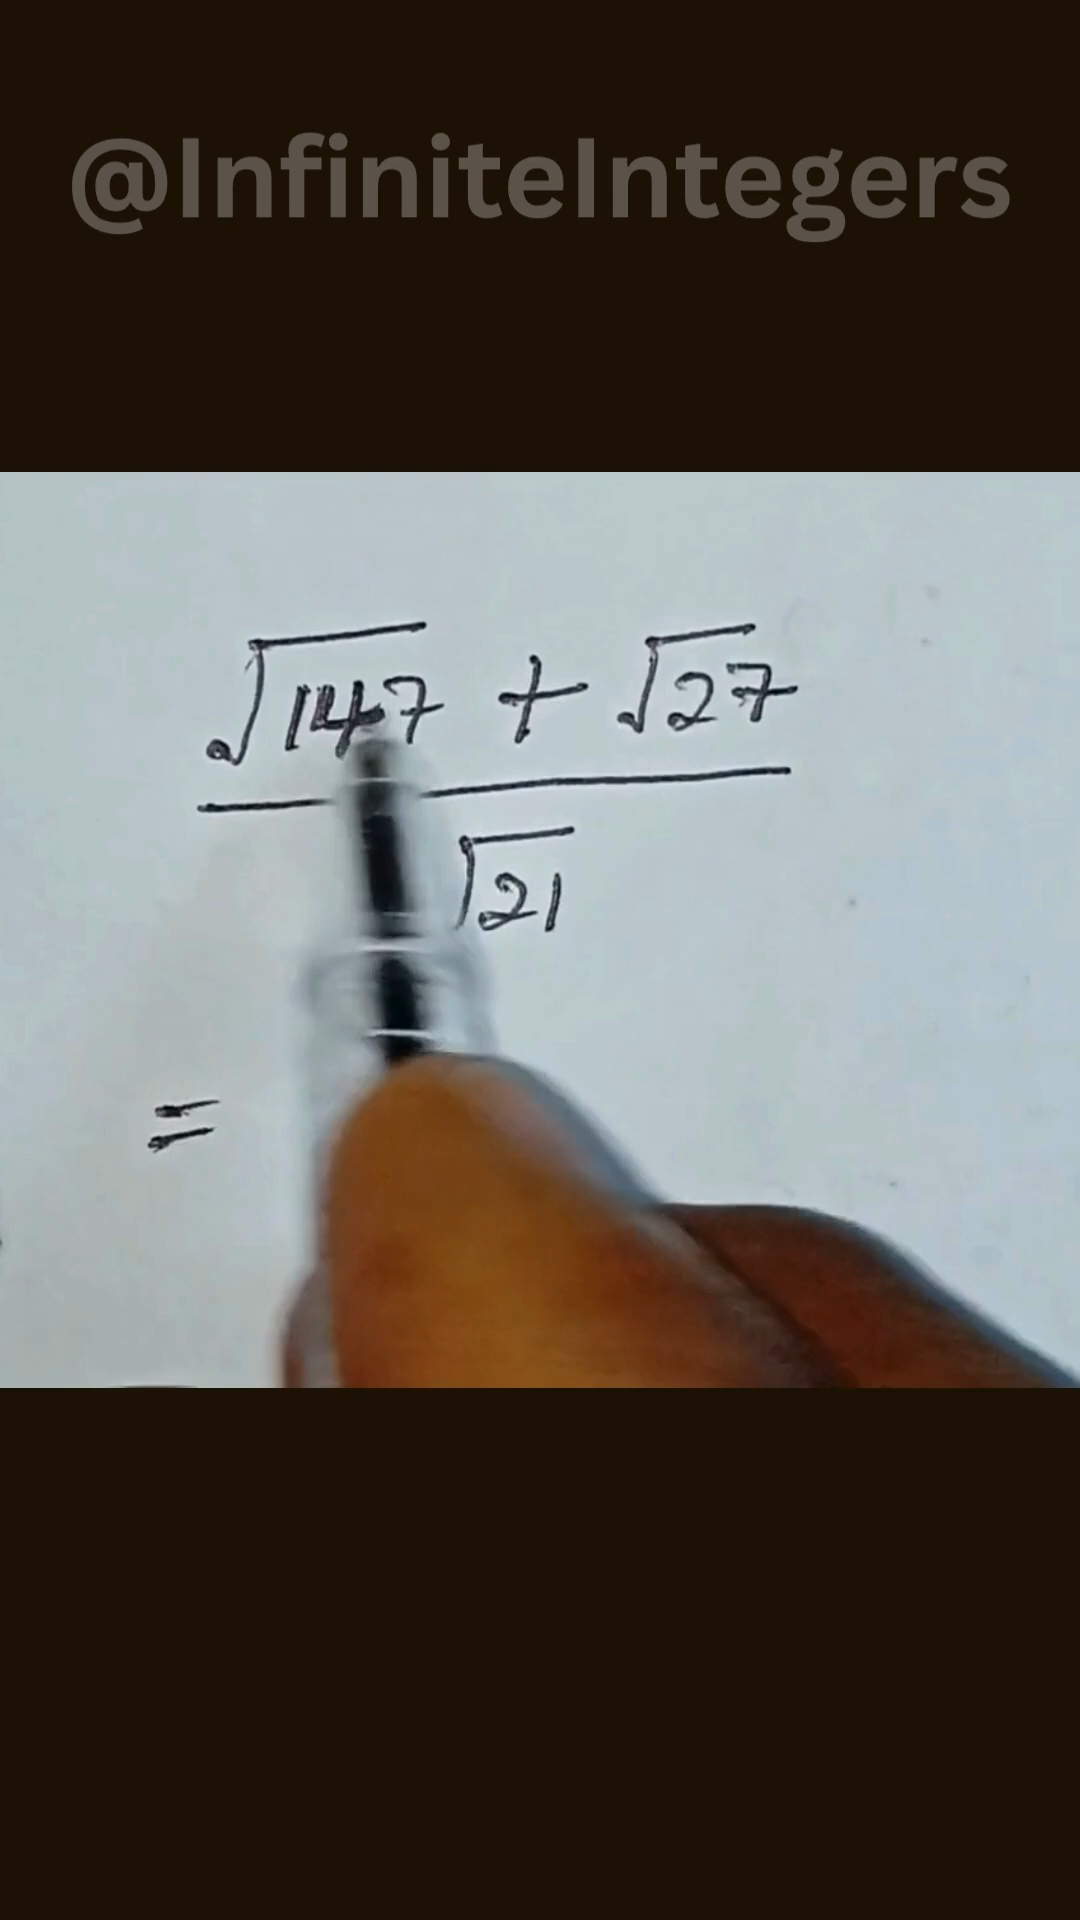 @InfiniteIntegers
√147 + √27
√21
=